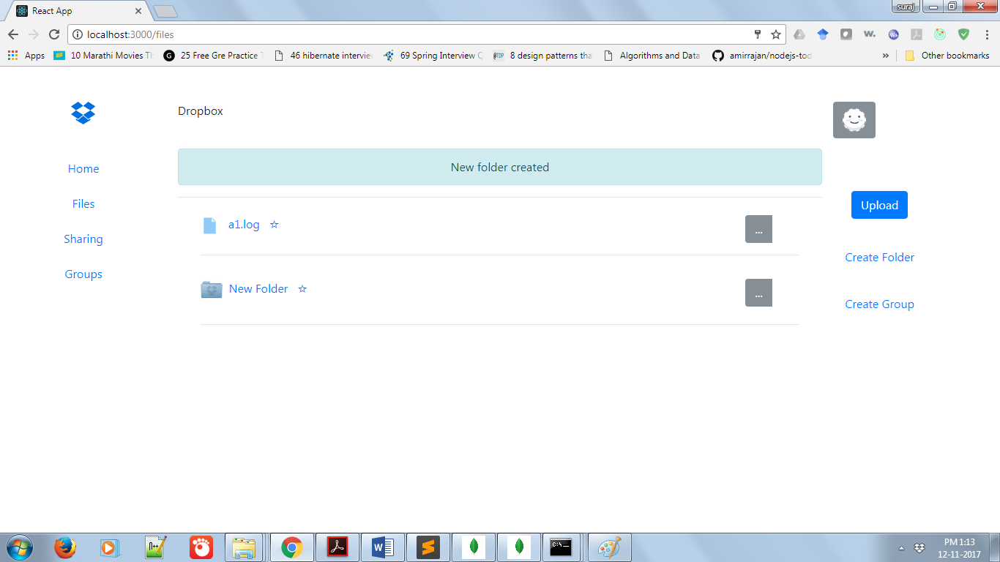 React App
suraj
localhost:3000/files
Apps
10 Marathi Movies Th
25 Free Gre Practice T
46 hibernate interview
69 Spring Interview Q
8 design patterns tha
Algorithms and Data
amirrajan/nodejs-tod
»
Other bookmarks
Dropbox
New folder created
Home
Files
Sharing
Groups
a1.log
...
New Folder
...
Upload
Create Folder
Create Group
PM 1:13
12-11-2017